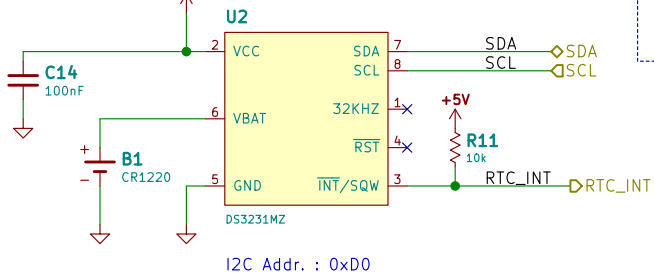 U2
2 VCC SDA 7 SDA SDA
SCL 8 SCL SCL
C14
100nF
32KHZ 1
+5V
6 VBAT
RST 4
R11
10k
+
B1
CR1220
-
5 GND INT/SQW 3 RTC_INT RTC_INT
DS3231MZ
I2C Addr. : 0xD0